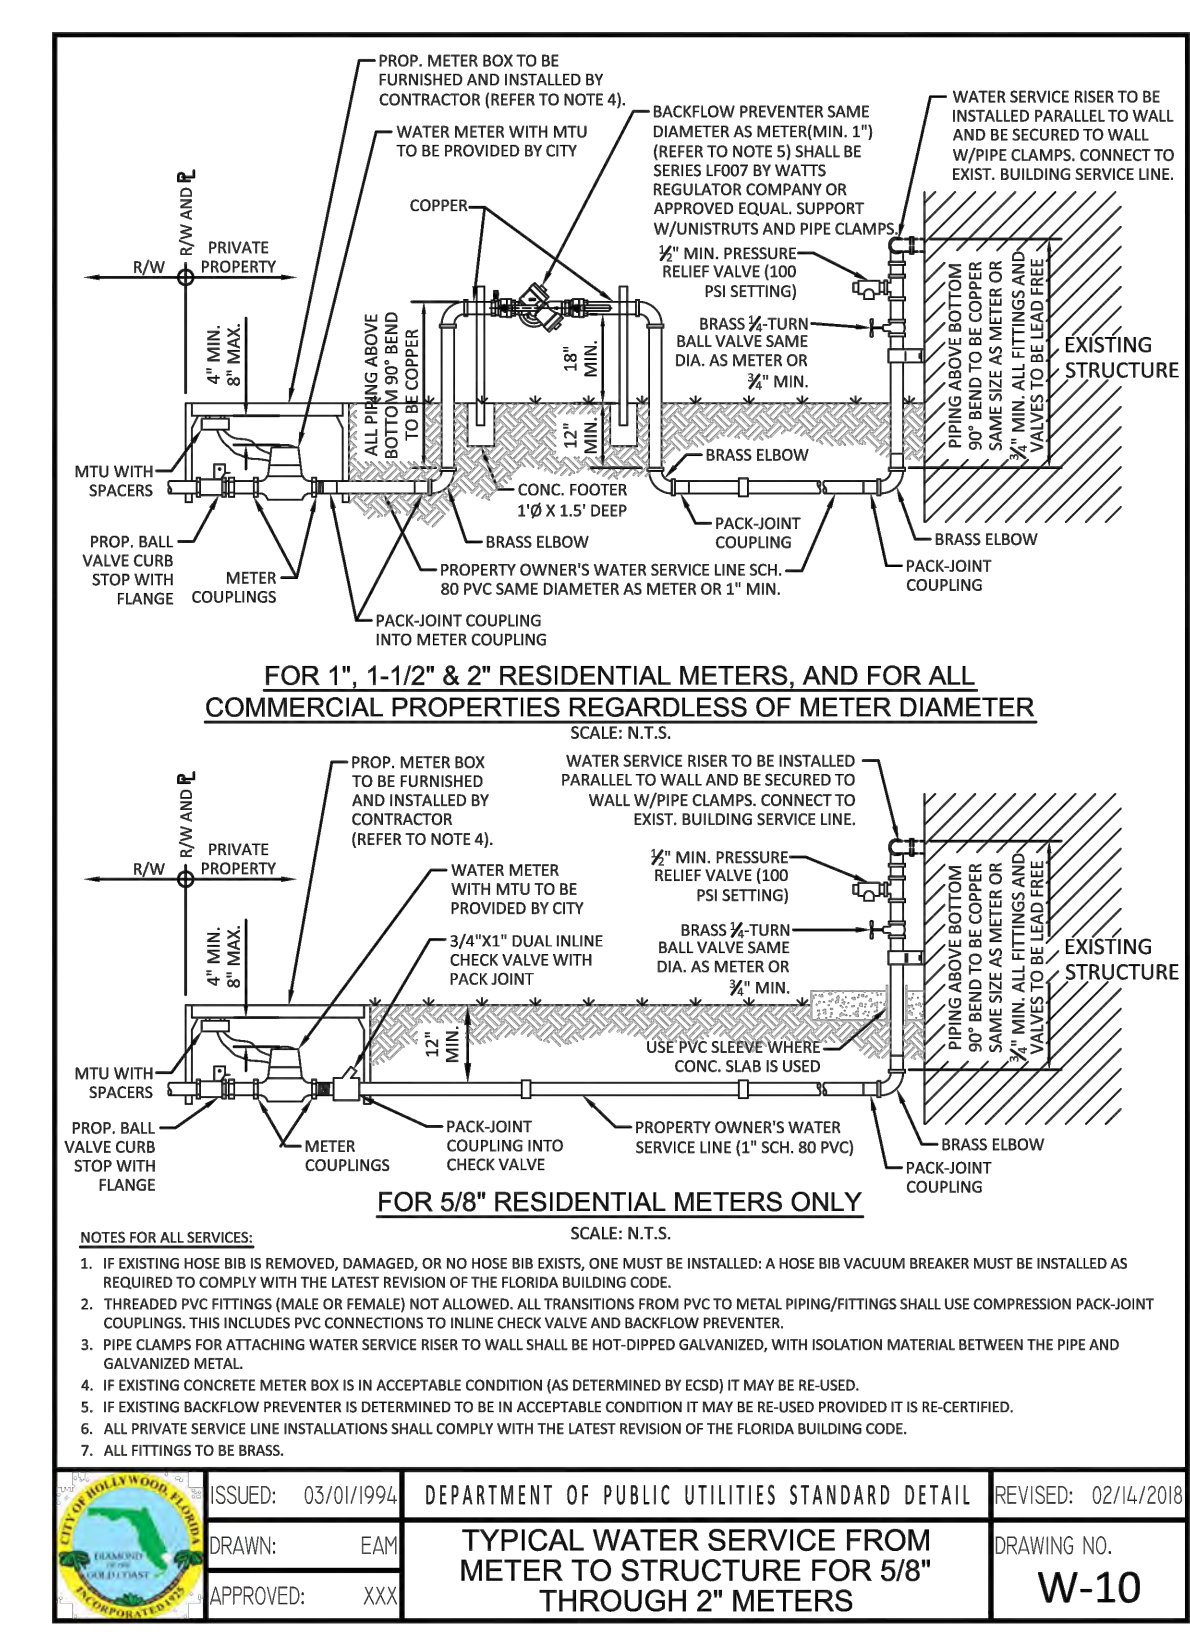 PROP. METER BOX TO BE
FURNISHED AND INSTALLED BY
CONTRACTOR (REFER TO NOTE 4).
WATER METER WITH MTU
TO BE PROVIDED BY CITY
BACKFLOW PREVENTER SAME
DIAMETER AS METER(MIN. 1")
(REFER TO NOTE 5) SHALL BE
SERIES LF007 BY WATTS
REGULATOR COMPANY OR
APPROVED EQUAL. SUPPORT
W/UNISTRUTS AND PIPE CLAMPS.
WATER SERVICE RISER TO BE
INSTALLED PARALLEL TO WALL
AND BE SECURED TO WALL
W/PIPE CLAMPS. CONNECT TO
EXIST. BUILDING SERVICE LINE.
R/W AND PL
R/W
PRIVATE
PROPERTY
COPPER
½" MIN. PRESSURE
RELIEF VALVE (100
PSI SETTING)
BRASS ¼-TURN
BALL VALVE SAME
DIA. AS METER OR
¾" MIN.
4" MIN.
8" MAX.
ALL PIPING ABOVE
BOTTOM 90° BEND
TO BE COPPER
18"
MIN.
12"
MIN.
PIPING ABOVE BOTTOM
90° BEND TO BE COPPER
SAME SIZE AS METER OR
¾" MIN. ALL FITTINGS AND
VALVES TO BE LEAD FREE
EXISTING
STRUCTURE
MTU WITH
SPACERS
BRASS ELBOW
CONC. FOOTER
1'Ø X 1.5' DEEP
PACK-JOINT
COUPLING
BRASS ELBOW
BRASS ELBOW
PROP. BALL
VALVE CURB
STOP WITH
FLANGE
METER
COUPLINGS
PROPERTY OWNER'S WATER SERVICE LINE SCH.
80 PVC SAME DIAMETER AS METER OR 1" MIN.
PACK-JOINT
COUPLING
PACK-JOINT COUPLING
INTO METER COUPLING
FOR 1", 1-1/2" & 2" RESIDENTIAL METERS, AND FOR ALL
COMMERCIAL PROPERTIES REGARDLESS OF METER DIAMETER
SCALE: N.T.S.
PROP. METER BOX
TO BE FURNISHED
AND INSTALLED BY
CONTRACTOR
(REFER TO NOTE 4).
WATER SERVICE RISER TO BE INSTALLED
PARALLEL TO WALL AND BE SECURED TO
WALL W/PIPE CLAMPS. CONNECT TO
EXIST. BUILDING SERVICE LINE.
R/W AND PL
R/W
PRIVATE
PROPERTY
WATER METER
WITH MTU TO BE
PROVIDED BY CITY
½" MIN. PRESSURE
RELIEF VALVE (100
PSI SETTING)
3/4"X1" DUAL INLINE
CHECK VALVE WITH
PACK JOINT
BRASS ¼-TURN
BALL VALVE SAME
DIA. AS METER OR
¾" MIN.
4" MIN.
8" MAX.
12"
MIN.
PIPING ABOVE BOTTOM
90° BEND TO BE COPPER
SAME SIZE AS METER OR
¾" MIN. ALL FITTINGS AND
VALVES TO BE LEAD FREE
EXISTING
STRUCTURE
USE PVC SLEEVE WHERE
CONC. SLAB IS USED
MTU WITH
SPACERS
PROP. BALL
VALVE CURB
STOP WITH
FLANGE
METER
COUPLINGS
PACK-JOINT
COUPLING INTO
CHECK VALVE
PROPERTY OWNER'S WATER
SERVICE LINE (1" SCH. 80 PVC)
BRASS ELBOW
PACK-JOINT
COUPLING
FOR 5/8" RESIDENTIAL METERS ONLY
SCALE: N.T.S.
NOTES FOR ALL SERVICES:
1. IF EXISTING HOSE BIB IS REMOVED, DAMAGED, OR NO HOSE BIB EXISTS, ONE MUST BE INSTALLED: A HOSE BIB VACUUM BREAKER MUST BE INSTALLED AS
REQUIRED TO COMPLY WITH THE LATEST REVISION OF THE FLORIDA BUILDING CODE.
2. THREADED PVC FITTINGS (MALE OR FEMALE) NOT ALLOWED. ALL TRANSITIONS FROM PVC TO METAL PIPING/FITTINGS SHALL USE COMPRESSION PACK-JOINT
COUPLINGS. THIS INCLUDES PVC CONNECTIONS TO INLINE CHECK VALVE AND BACKFLOW PREVENTER.
3. PIPE CLAMPS FOR ATTACHING WATER SERVICE RISER TO WALL SHALL BE HOT-DIPPED GALVANIZED, WITH ISOLATION MATERIAL BETWEEN THE PIPE AND
GALVANIZED METAL.
4. IF EXISTING CONCRETE METER BOX IS IN ACCEPTABLE CONDITION (AS DETERMINED BY ECSD) IT MAY BE RE-USED.
5. IF EXISTING BACKFLOW PREVENTER IS DETERMINED TO BE IN ACCEPTABLE CONDITION IT MAY BE RE-USED PROVIDED IT IS RE-CERTIFIED.
6. ALL PRIVATE SERVICE LINE INSTALLATIONS SHALL COMPLY WITH THE LATEST REVISION OF THE FLORIDA BUILDING CODE.
7. ALL FITTINGS TO BE BRASS.
CITY OF HOLLYWOOD, FLORIDA
DIAMOND
OF THE
GOLD COAST
INCORPORATED 1925
ISSUED: 03/01/1994
DRAWN: EAM
APPROVED: XXX
DEPARTMENT OF PUBLIC UTILITIES STANDARD DETAIL
TYPICAL WATER SERVICE FROM
METER TO STRUCTURE FOR 5/8"
THROUGH 2" METERS
REVISED: 02/14/2018
DRAWING NO.
W-10